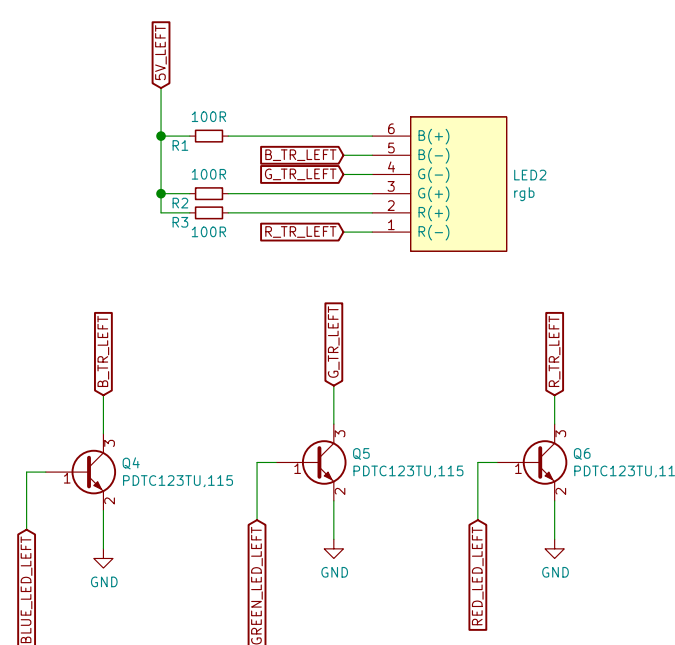 5V_LEFT
100R
R1
6
B(+)
B_TR_LEFT
5
B(-)
G_TR_LEFT
4
G(-)
100R
R2
3
G(+)
LED2
rgb
R3
100R
2
R(+)
R_TR_LEFT
1
R(-)
B_TR_LEFT
3
Q4
PDTC123TU,115
1
2
GND
BLUE_LED_LEFT
G_TR_LEFT
3
Q5
PDTC123TU,115
1
2
GND
GREEN_LED_LEFT
R_TR_LEFT
3
Q6
PDTC123TU,11
1
2
GND
RED_LED_LEFT